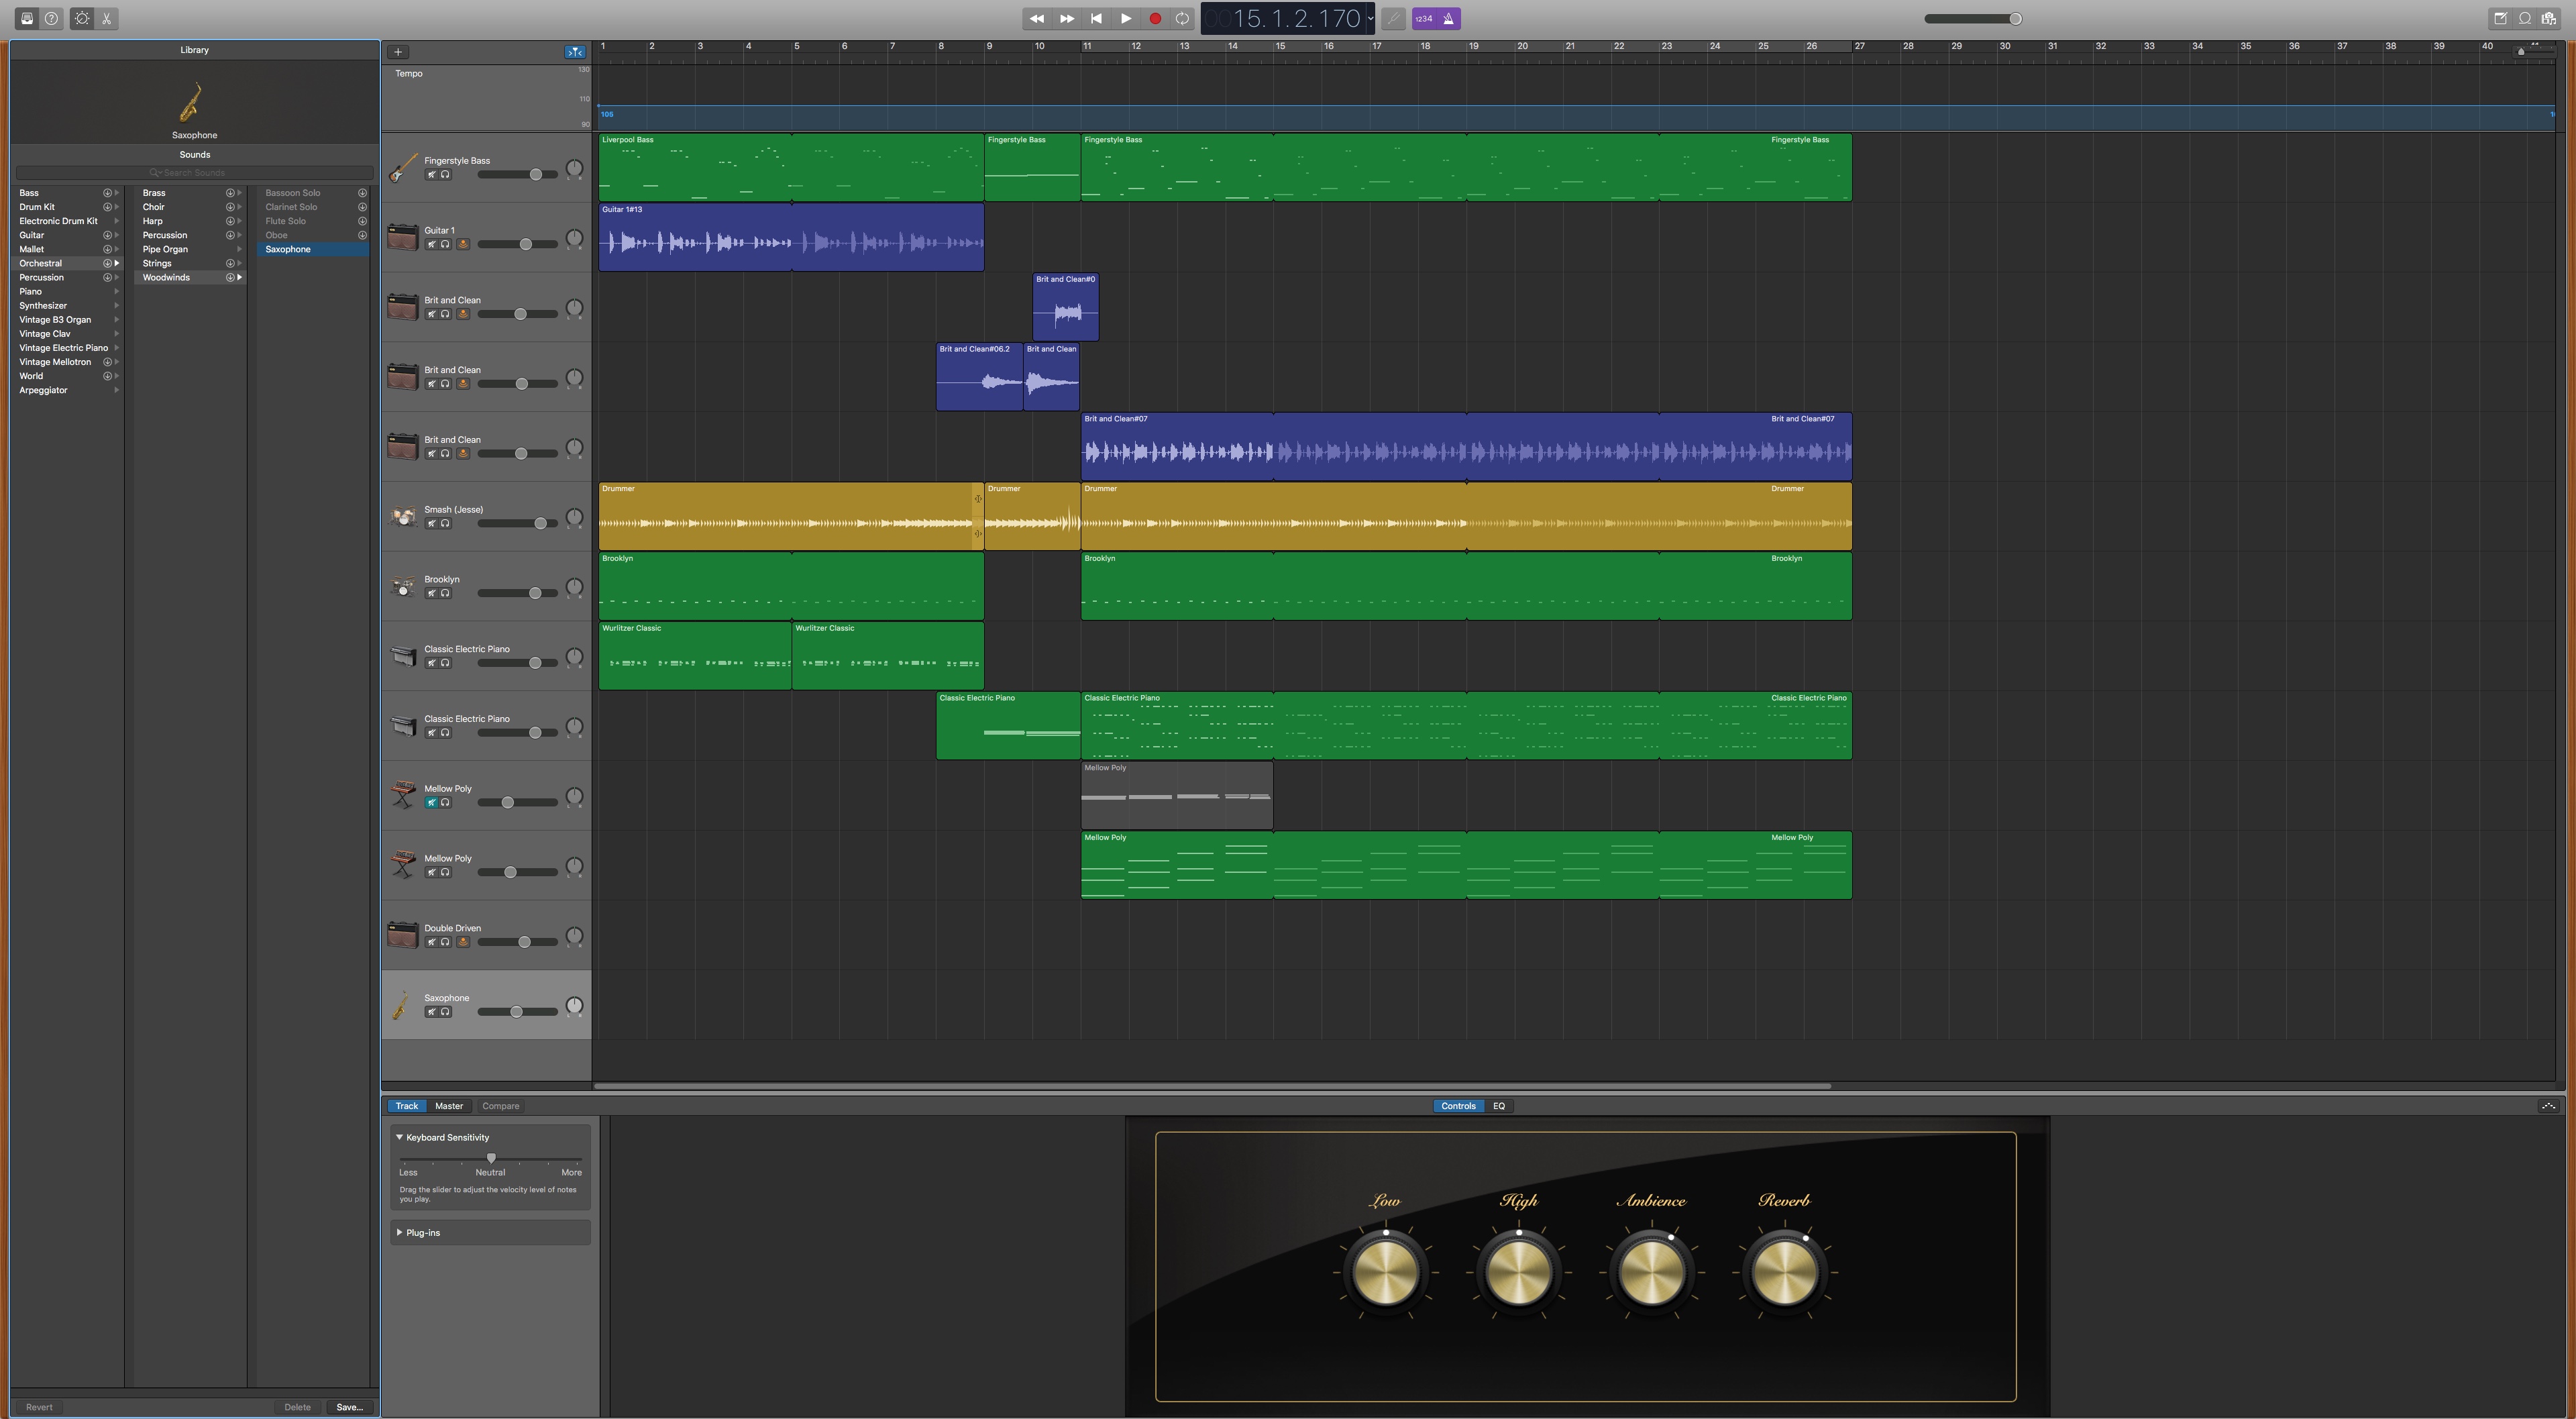 15. 1. 2. 170
1234
Library
Saxophone
Sounds
Search Sounds
Bass
Drum Kit
Electronic Drum Kit
Guitar
Mallet
Orchestral
Percussion
Piano
Synthesizer
Vintage B3 Organ
Vintage Clav
Vintage Electric Piano
Vintage Mellotron
World
Arpeggiator
Brass
Choir
Harp
Percussion
Pipe Organ
Strings
Woodwinds
Bassoon Solo
Clarinet Solo
Flute Solo
Oboe
Saxophone
Revert
Delete
Save...
1 2 3 4 5 6 7 8 9 10 11 12 13 14 15 16 17 18 19 20 21 22 23 24 25 26 27 28 29 30 31 32 33 34 35 36 37 38 39 40
Tempo
130
110
90
105
Fingerstyle Bass
Liverpool Bass
Fingerstyle Bass
Fingerstyle Bass
Fingerstyle Bass
Guitar 1
Guitar 1#13
Brit and Clean
Brit and Clean#0
Brit and Clean
Brit and Clean#06.2
Brit and Clean
Brit and Clean
Brit and Clean#07
Brit and Clean#07
Smash (Jesse)
Drummer
Drummer
Drummer
Drummer
Brooklyn
Brooklyn
Brooklyn
Brooklyn
Classic Electric Piano
Wurlitzer Classic
Wurlitzer Classic
Classic Electric Piano
Classic Electric Piano
Classic Electric Piano
Classic Electric Piano
Mellow Poly
Mellow Poly
Mellow Poly
Mellow Poly
Mellow Poly
Double Driven
Saxophone
Track
Master
Compare
Controls
EQ
Keyboard Sensitivity
Less
Neutral
More
Drag the slider to adjust the velocity level of notes
you play.
Plug-ins
Low
High
Ambience
Reverb